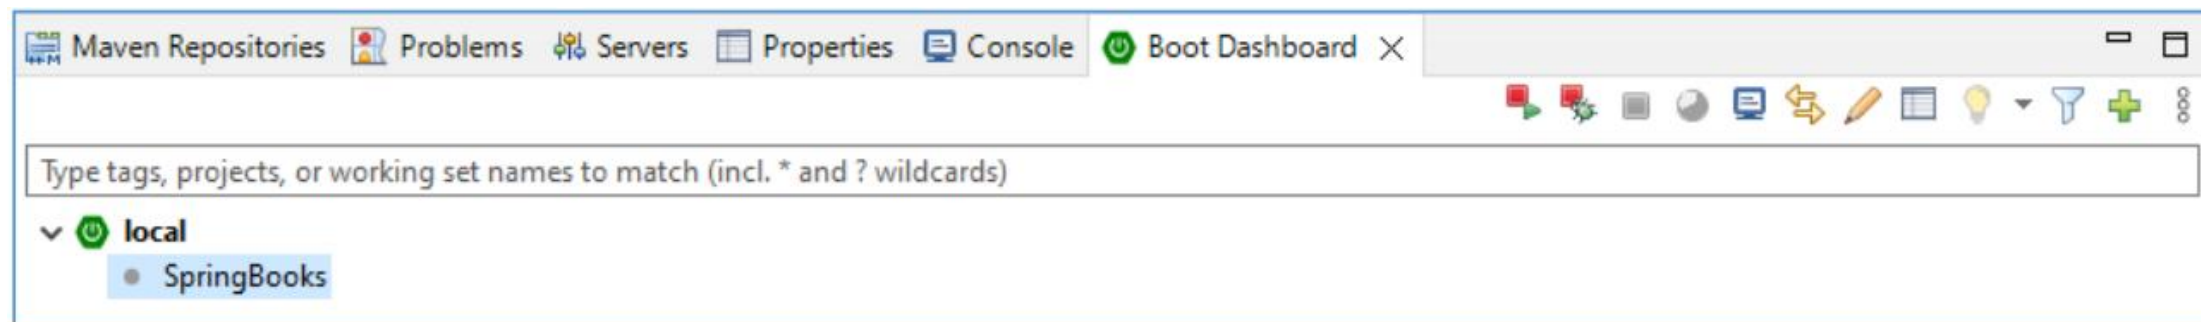 Maven Repositories Problems Servers Properties Console Boot Dashboard
Type tags, projects, or working set names to match (incl. * and ? wildcards)
local
SpringBooks